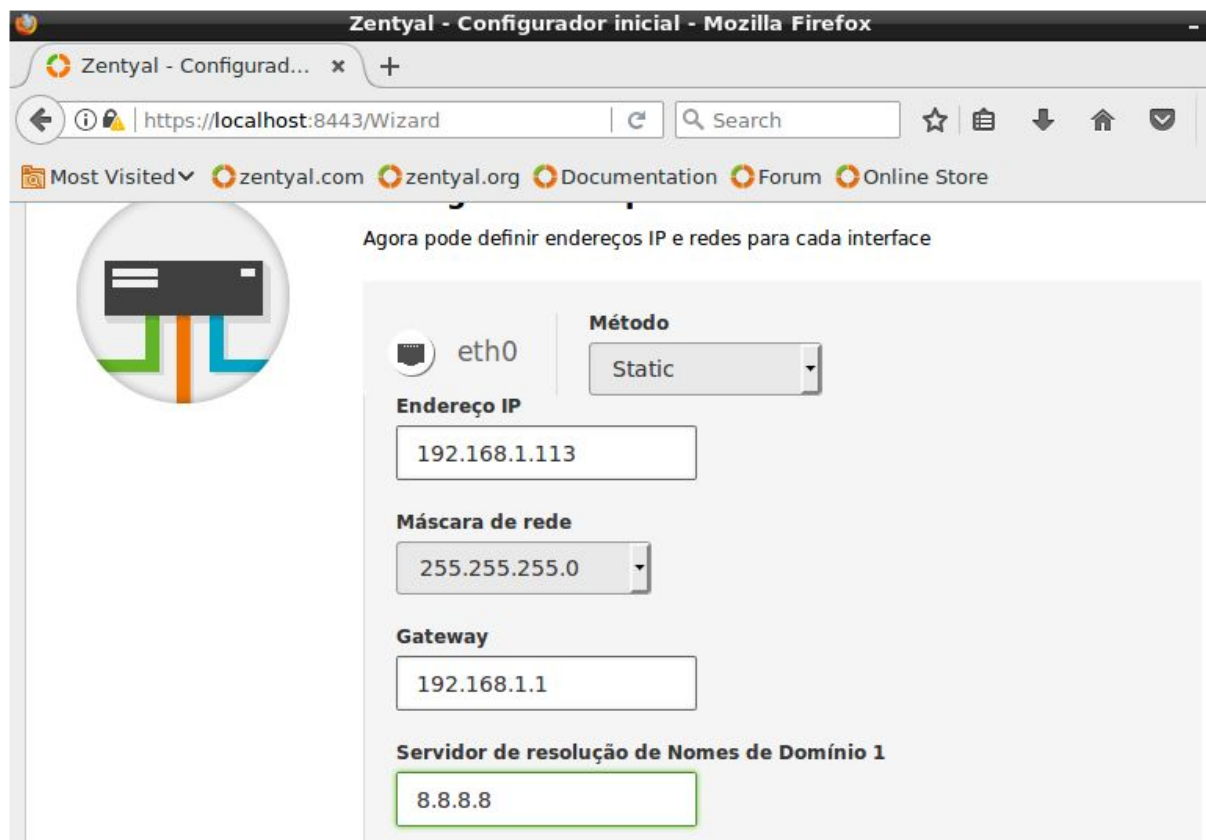 Zentyal - Configurador inicial - Mozilla Firefox
Zentyal - Configurad...
https://localhost:8443/Wizard
Search
Most Visited zentyal.com zentyal.org Documentation Forum Online Store
Agora pode definir endereços IP e redes para cada interface
eth0
Método
Static
Endereço IP
192.168.1.113
Máscara de rede
255.255.255.0
Gateway
192.168.1.1
Servidor de resolução de Nomes de Domínio 1
8.8.8.8